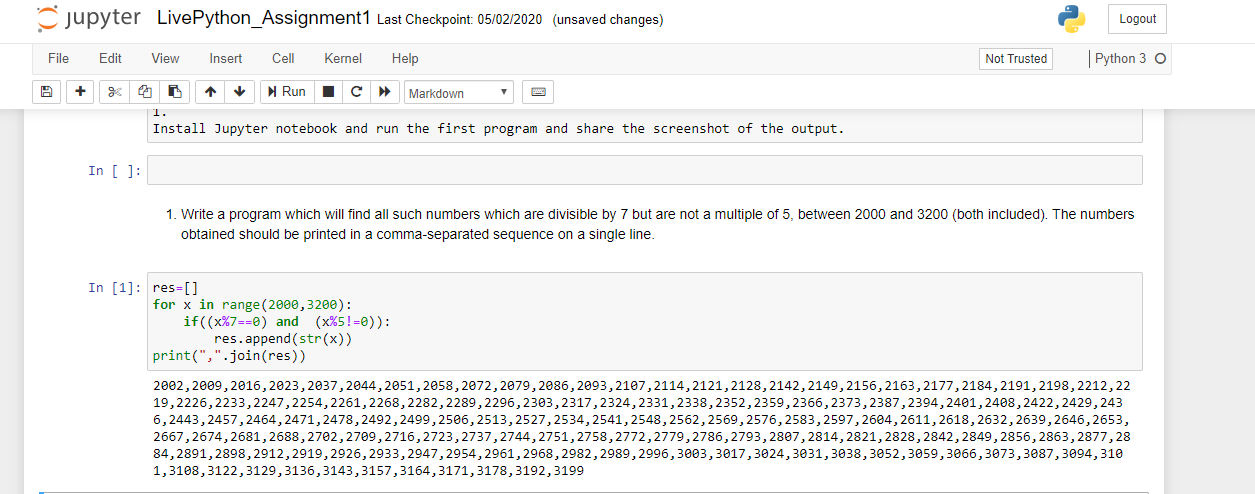 jupyter LivePython_Assignment1 Last Checkpoint: 05/02/2020 (unsaved changes) Logout
File Edit View Insert Cell Kernel Help Not Trusted Python 3
Run Markdown
1.
Install Jupyter notebook and run the first program and share the screenshot of the output.
In [ ]:
1. Write a program which will find all such numbers which are divisible by 7 but are not a multiple of 5, between 2000 and 3200 (both included). The numbers
obtained should be printed in a comma-separated sequence on a single line.
In [1]: res=[]
for x in range(2000,3200):
    if((x%7==0) and  (x%5!=0)):
        res.append(str(x))
print(",".join(res))
2002,2009,2016,2023,2037,2044,2051,2058,2072,2079,2086,2093,2107,2114,2121,2128,2142,2149,2156,2163,2177,2184,2191,2198,2212,22
19,2226,2233,2247,2254,2261,2268,2282,2289,2296,2303,2317,2324,2331,2338,2352,2359,2366,2373,2387,2394,2401,2408,2422,2429,243
6,2443,2457,2464,2471,2478,2492,2499,2506,2513,2527,2534,2541,2548,2562,2569,2576,2583,2597,2604,2611,2618,2632,2639,2646,2653,
2667,2674,2681,2688,2702,2709,2716,2723,2737,2744,2751,2758,2772,2779,2786,2793,2807,2814,2821,2828,2842,2849,2856,2863,2877,28
84,2891,2898,2912,2919,2926,2933,2947,2954,2961,2968,2982,2989,2996,3003,3017,3024,3031,3038,3052,3059,3066,3073,3087,3094,310
1,3108,3122,3129,3136,3143,3157,3164,3171,3178,3192,3199